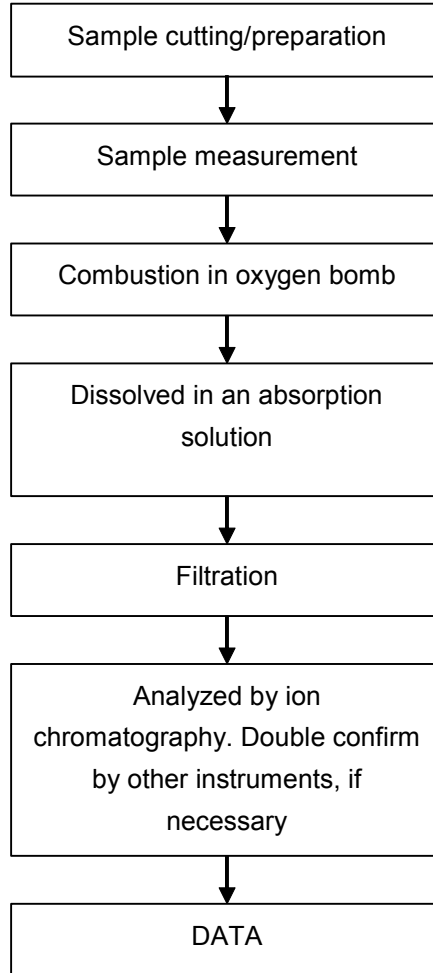 Sample cutting/preparation
Sample measurement
Combustion in oxygen bomb
Dissolved in an absorption
solution
Filtration
Analyzed by ion
chromatography. Double confirm
by other instruments, if
necessary
DATA